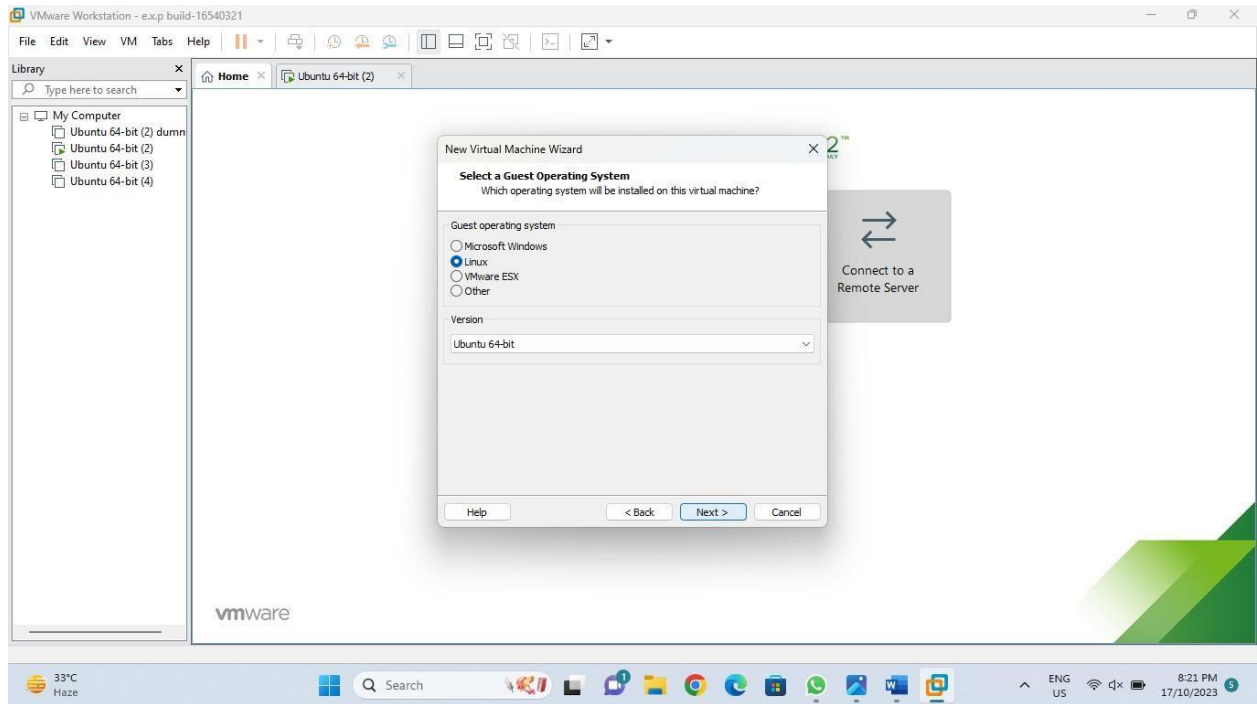 VMware Workstation - e.x.p build-16540321
File Edit View VM Tabs Help
Library
Type here to search
My Computer
Ubuntu 64-bit (2) dumn
Ubuntu 64-bit (2)
Ubuntu 64-bit (3)
Ubuntu 64-bit (4)
Home
Ubuntu 64-bit (2)
2™
New Virtual Machine Wizard
Select a Guest Operating System
Which operating system will be installed on this virtual machine?
Guest operating system
Microsoft Windows
Linux
VMware ESX
Other
Version
Ubuntu 64-bit
Help
< Back
Next >
Cancel
Connect to a
Remote Server
vmware
33°C
Haze
Search
1
W
ENG
US
8:21 PM
17/10/2023
5